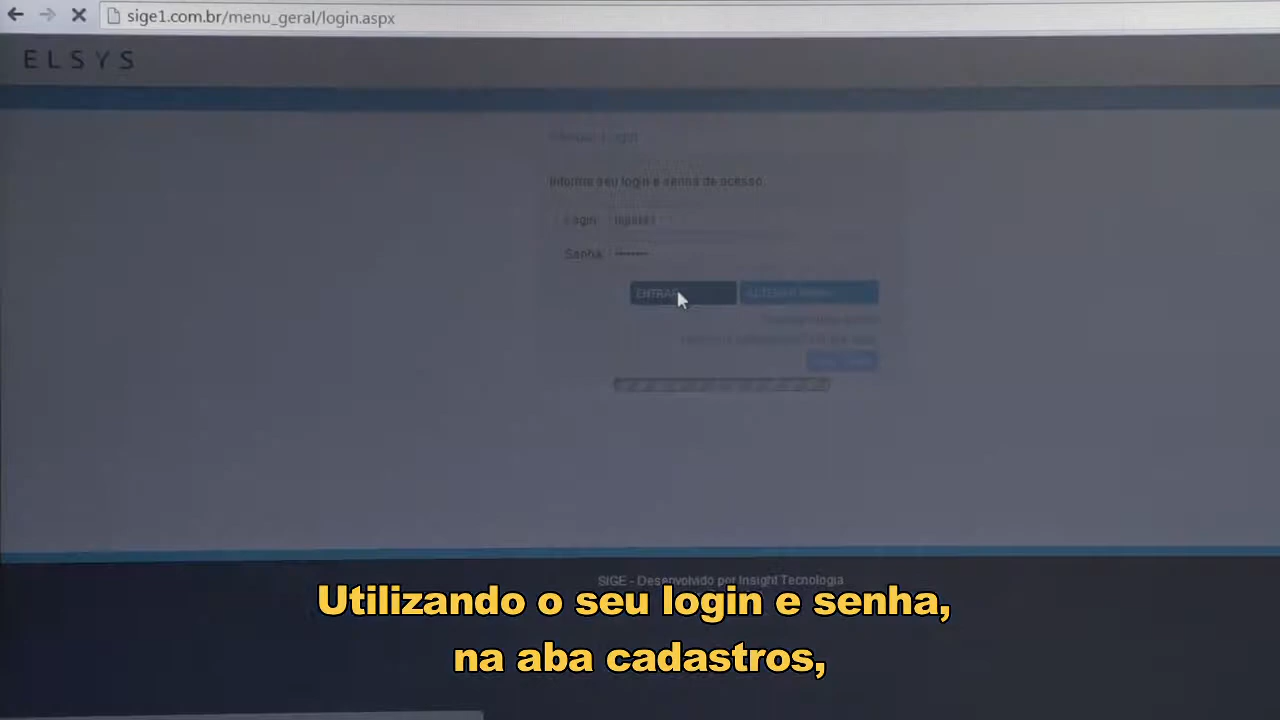 sige1.com.br/menu_geral/login.aspx
ELSYS
Informe seu login e senha de acesso.
Login:
Senha:
ENTRAR
SIGE - Desenvolvido por Insight Tecnologia
Utilizando o seu login e senha,
na aba cadastros,